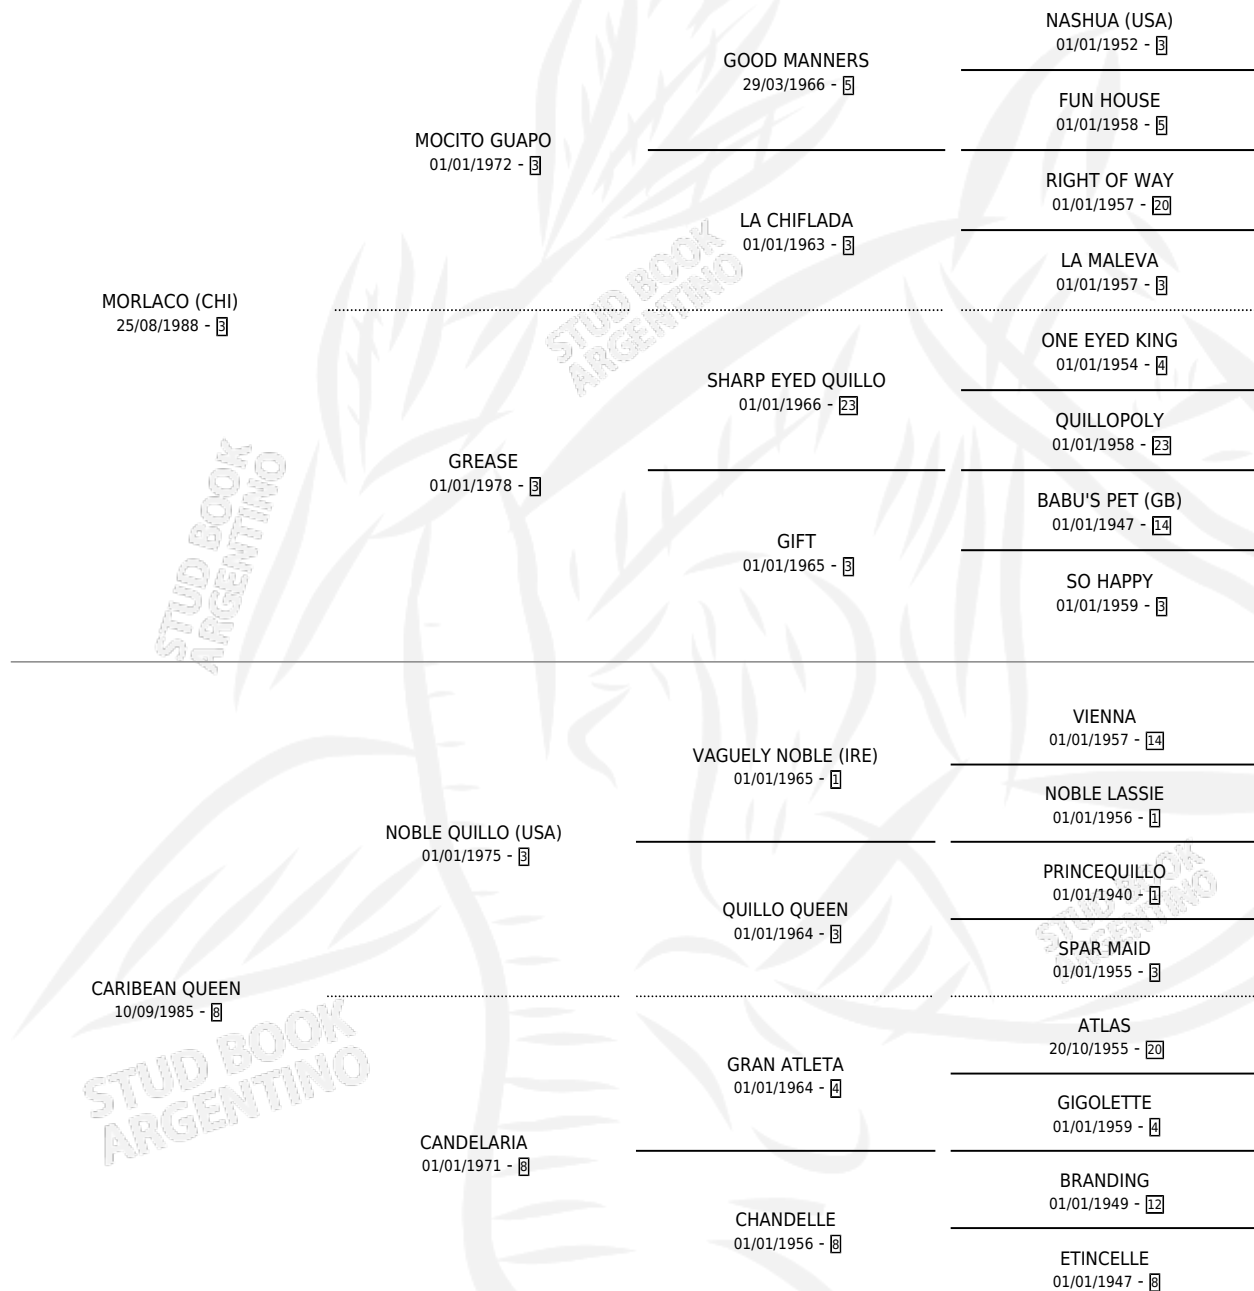 NASHUA (USA)
01/01/1952 - 3
GOOD MANNERS
29/03/1966 - 5
FUN HOUSE
01/01/1958 - 5
MOCITO GUAPO
01/01/1972 - 3
RIGHT OF WAY
01/01/1957 - 20
LA CHIFLADA
01/01/1963 - 3
LA MALEVA
01/01/1957 - 3
MORLACO (CHI)
25/08/1988 - 3
STUD BOOK
ARGENTINO
ONE EYED KING
01/01/1954 - 4
SHARP EYED QUILLO
01/01/1966 - 23
QUILLOPOLY
01/01/1958 - 23
GREASE
01/01/1978 - 3
BABU'S PET (GB)
01/01/1947 - 14
GIFT
01/01/1965 - 3
SO HAPPY
01/01/1959 - 3
STUD BOOK
ARGENTINO
VIENNA
01/01/1957 - 14
VAGUELY NOBLE (IRE)
01/01/1965 - 1
NOBLE LASSIE
01/01/1956 - 1
NOBLE QUILLO (USA)
01/01/1975 - 3
PRINCEQUILLO
01/01/1940 - 1
QUILLO QUEEN
01/01/1964 - 3
STUD BOOK
ARGENTINO
SPAR MAID
01/01/1955 - 3
CARIBEAN QUEEN
10/09/1985 - 8
STUD BOOK
ARGENTINO
ATLAS
20/10/1955 - 20
GRAN ATLETA
01/01/1964 - 4
GIGOLETTE
01/01/1959 - 4
CANDELARIA
01/01/1971 - 8
BRANDING
01/01/1949 - 12
CHANDELLE
01/01/1956 - 8
ETINCELLE
01/01/1947 - 8